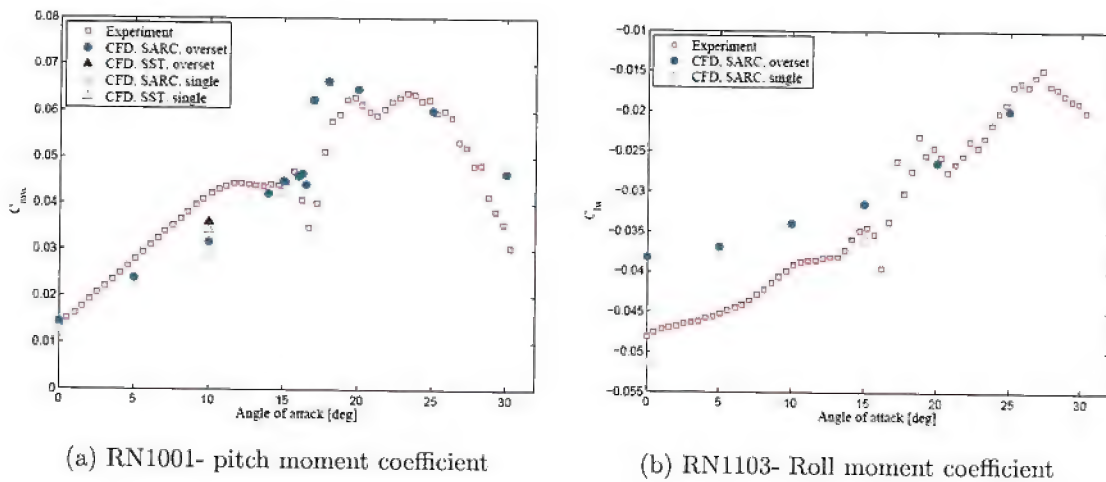 0.08
0.07
0.06
0.05
0.04
0.03
0.02
0.01
0
Experiment
CFD. SARC. overset
CFD. SST. overset
CFD. SARC. single
CFD. SST. single
0 5 10 15 20 25 30
Angle of attack [deg]
(a) RN1001- pitch moment coefficient
−0.01
−0.015
−0.02
−0.025
−0.03
−0.035
−0.04
−0.045
−0.05
−0.055
Experiment
CFD. SARC. overset
CFD. SARC. single
0 5 10 15 20 25 30
Angle of attack [deg]
(b) RN1103- Roll moment coefficient